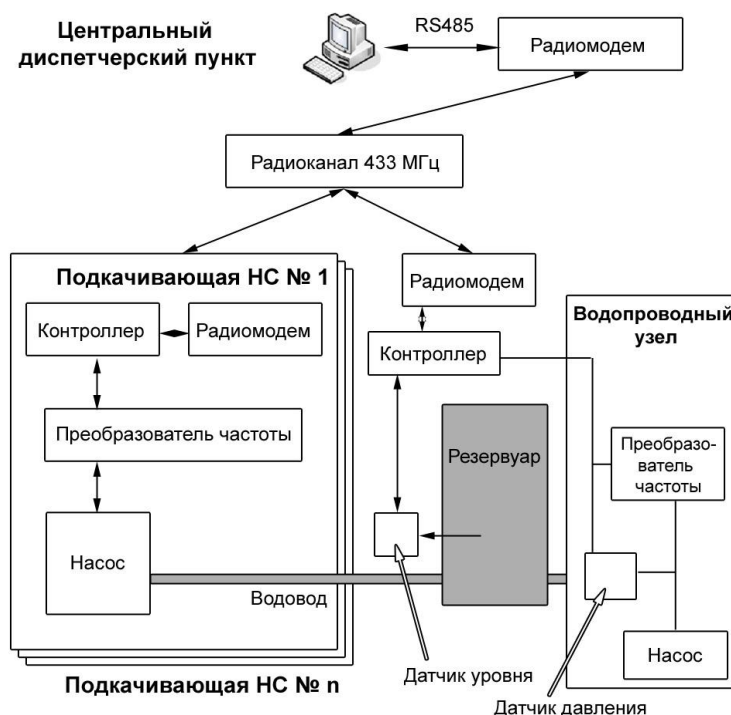 Центральный
диспетчерский пункт
RS485
Радиомодем
Радиоканал 433 МГц
Подкачивающая НС № 1
Контроллер
Радиомодем
Преобразователь частоты
Насос
Водовод
Подкачивающая НС № n
Радиомодем
Контроллер
Резервуар
Датчик уровня
Водопроводный
узел
Преобразо-
ватель
частоты
Насос
Датчик давления